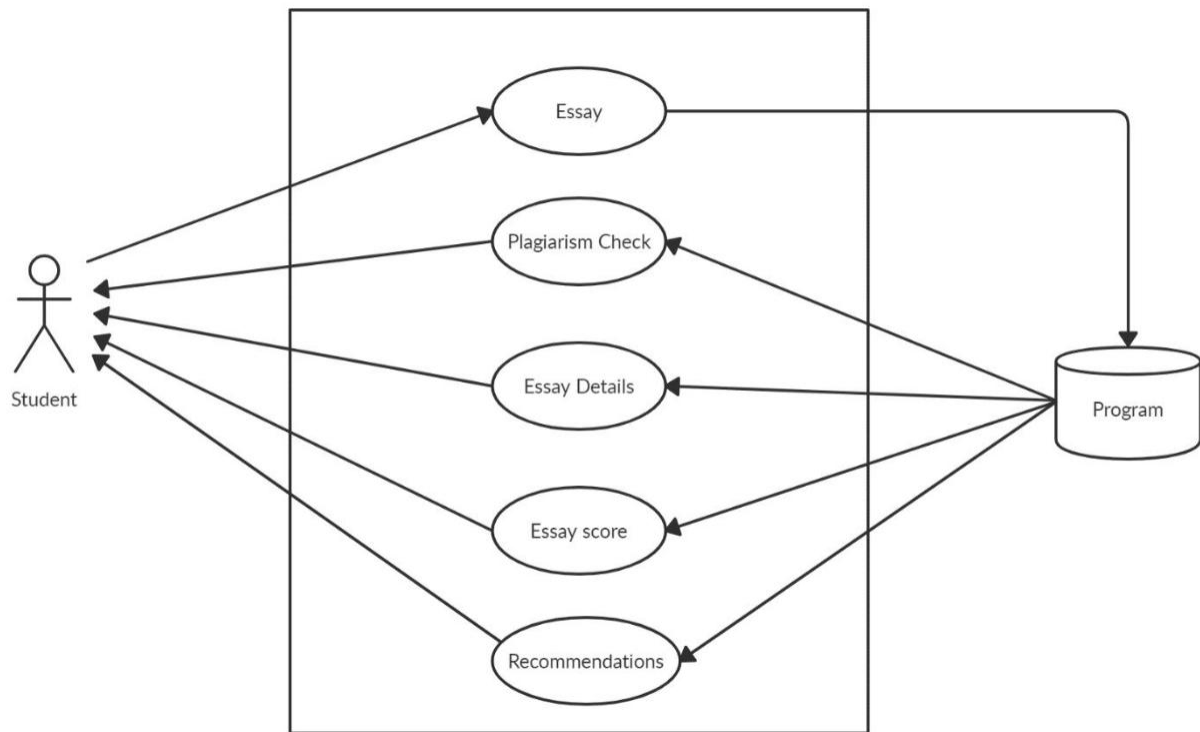 Essay
Plagiarism Check
Essay Details
Student
Program
Essay score
Recommendations